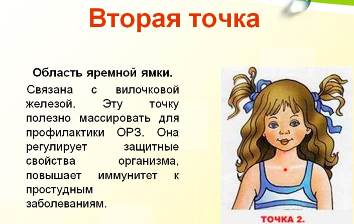 Вторая точка
Область яремной ямки.
Связана с вилочковой
железой. Эту точку
полезно массировать для
профилактики ОРЗ. Она
регулирует защитные
свойства организма,
повышает иммунитет к
простудным
заболеваниям.
ТОЧКА 2.